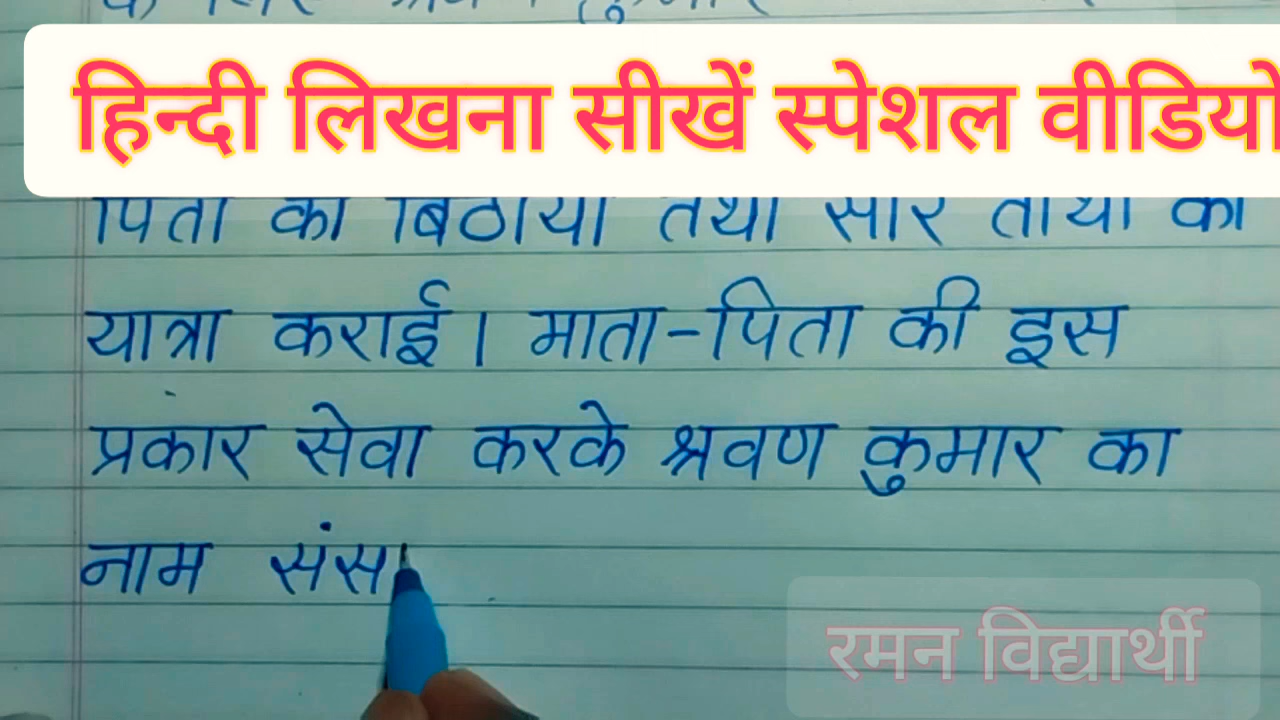 हिन्दी लिखना सीखें स्पेशल वीडियो
पिता को बिठाया तथा सारे तीर्थों की
यात्रा कराई। माता-पिता की इस
प्रकार सेवा करके श्रवण कुमार का
नाम संस
रमन विद्यार्थी